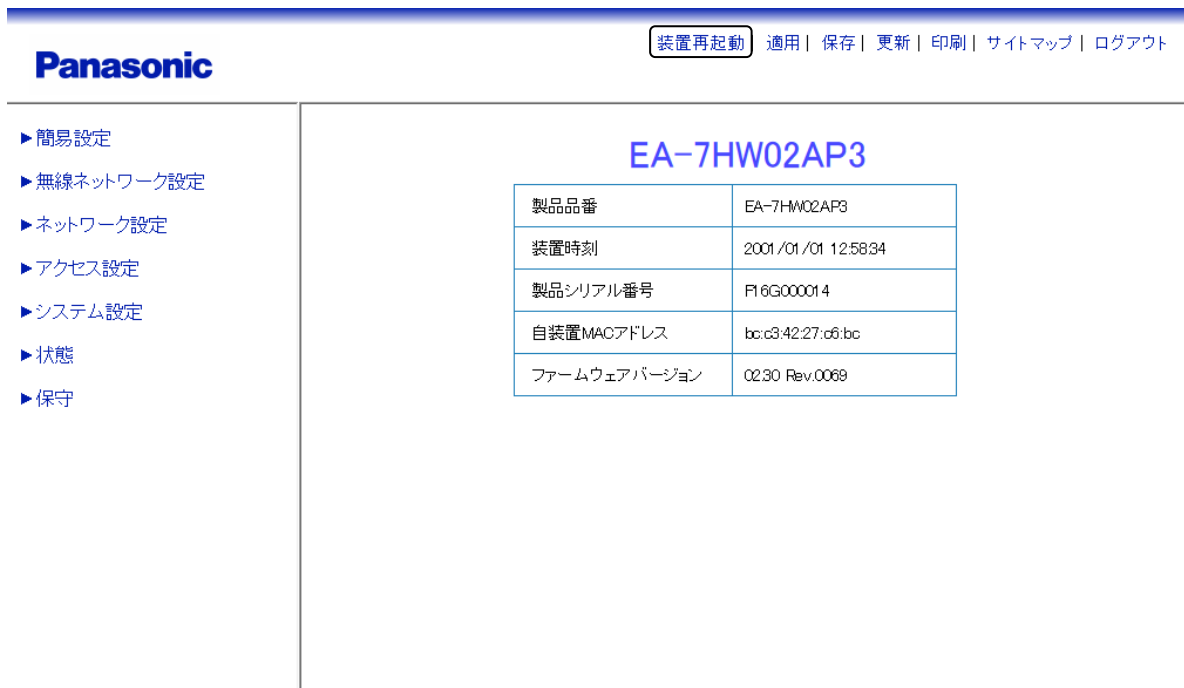 Panasonic
装置再起動 適用| 保存| 更新| 印刷| サイトマップ| ログアウト
▶簡易設定
▶無線ネットワーク設定
▶ネットワーク設定
▶アクセス設定
▶システム設定
▶状態
▶保守
EA-7HW02AP3
製品品番 EA-7HW02AP3
装置時刻 2001/01/01 12:58:34
製品シリアル番号 F16G000014
自装置MACアドレス bc:c3:42:27:c6:bc
ファームウェアバージョン 02.30 Rev.0069